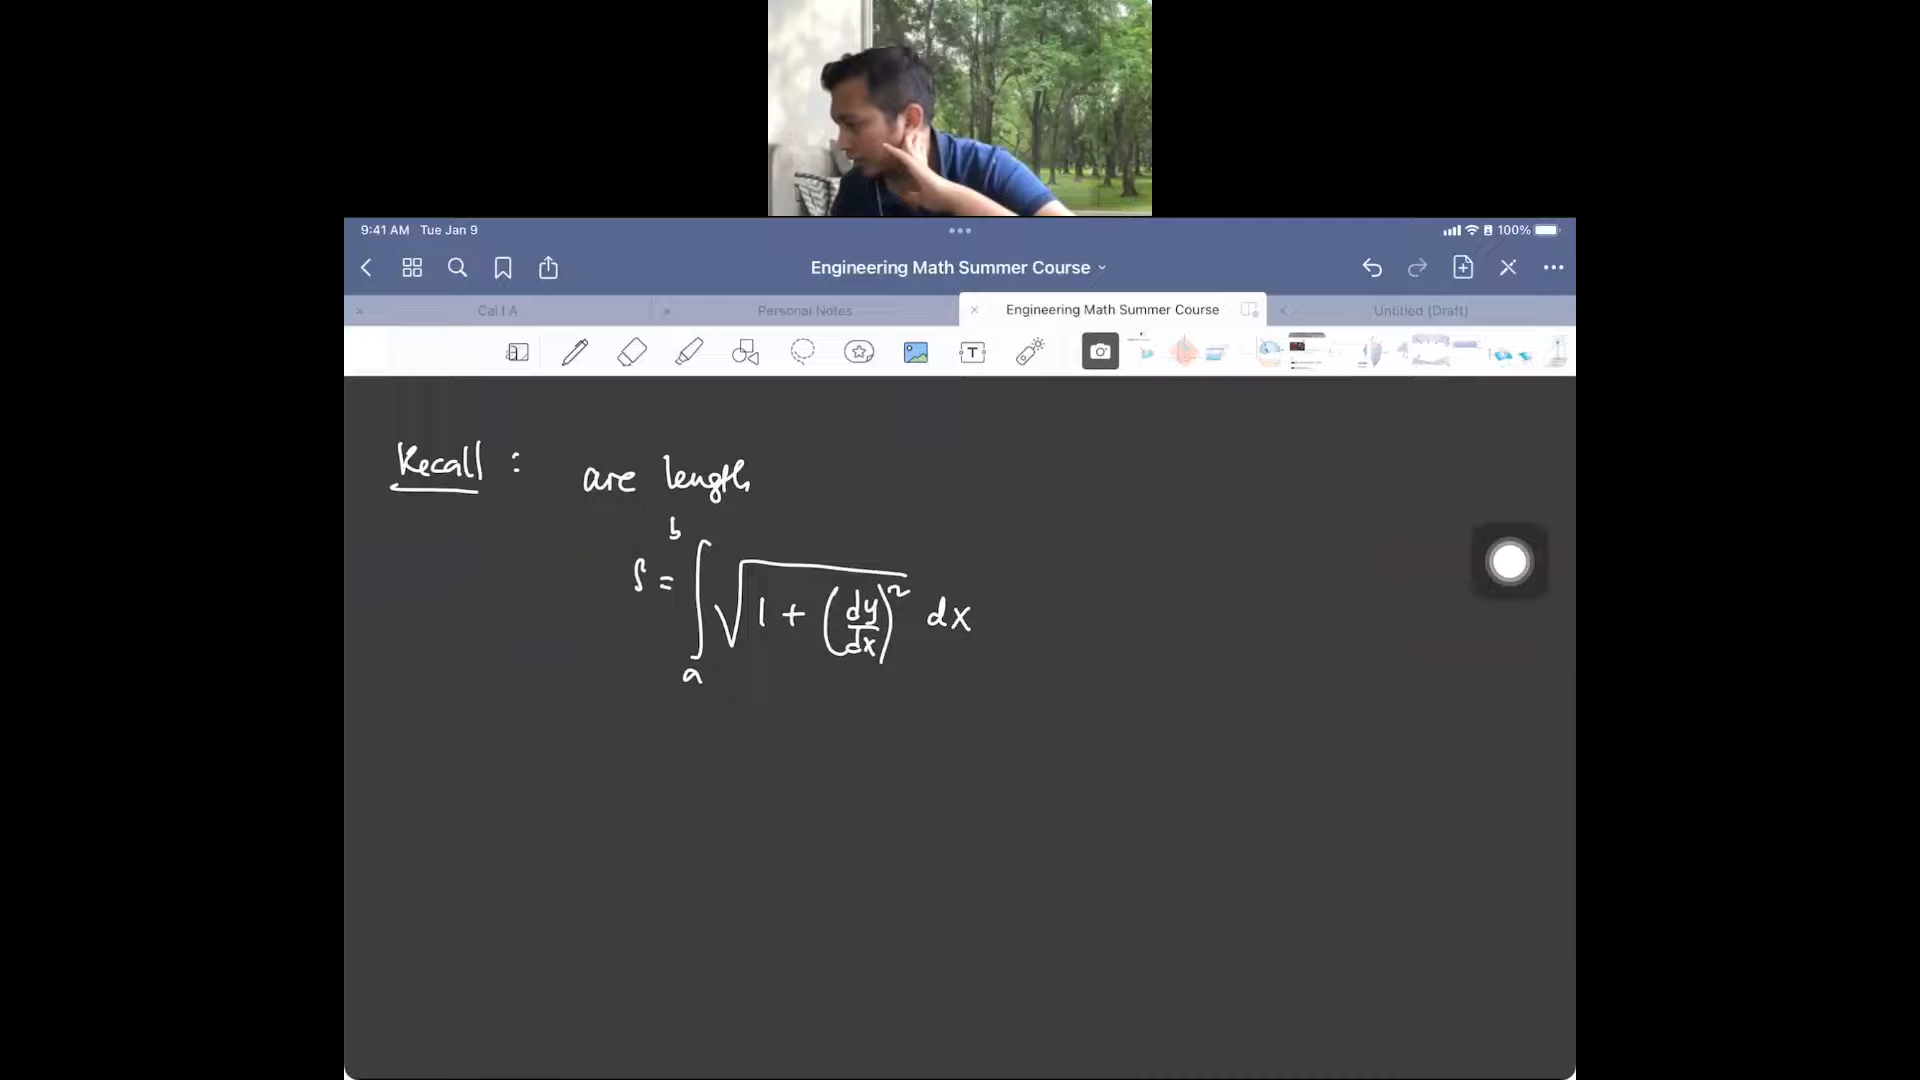 9:41 AM Tue Jan 9
100%
Engineering Math Summer Course
Cal I A
Personal Notes
Engineering Math Summer Course
Untitled (Draft)
Recall : arc length
S = ∫_a^b √(1 + (dy/dx)^2) dx